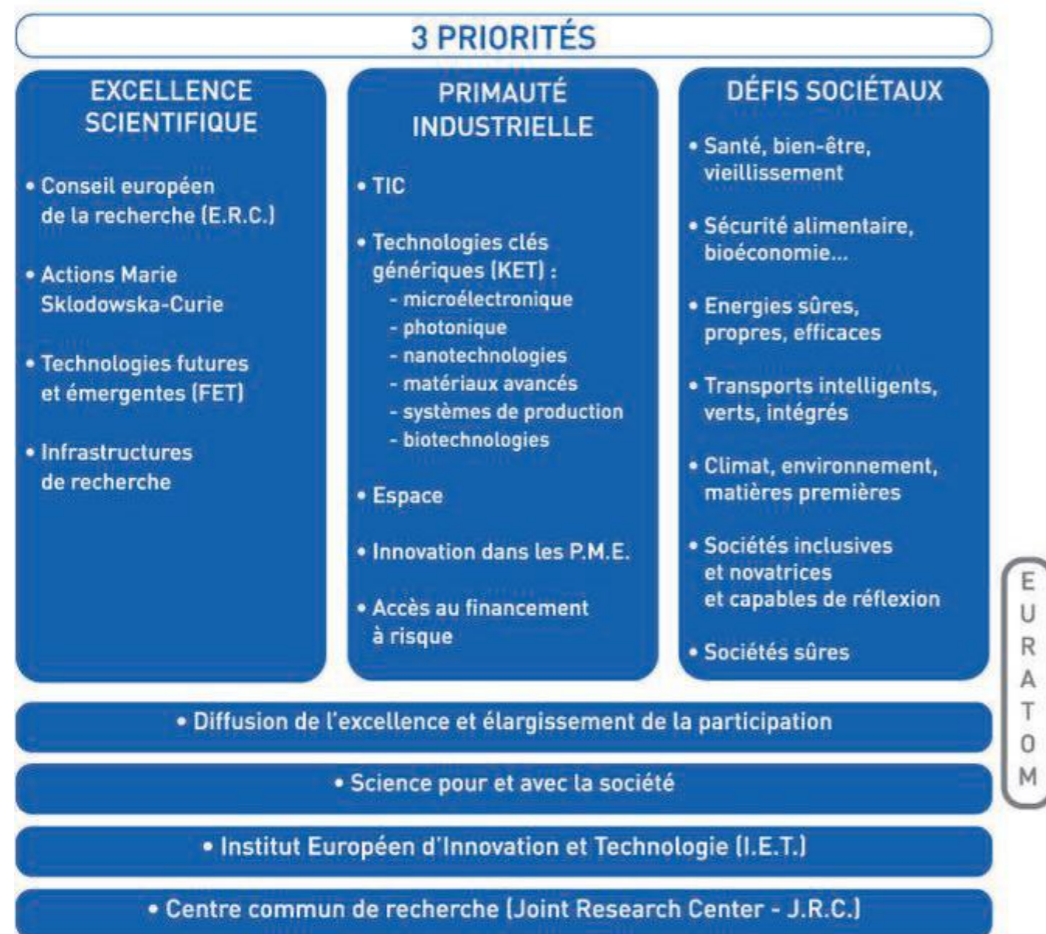 3 PRIORITÉS
EXCELLENCE
SCIENTIFIQUE
• Conseil européen
de la recherche (E.R.C.)
• Actions Marie
Sklodowska-Curie
• Technologies futures
et émergentes (FET)
• Infrastructures
de recherche
PRIMAUTÉ
INDUSTRIELLE
• TIC
• Technologies clés
génériques (KET) :
- microélectronique
- photonique
- nanotechnologies
- matériaux avancés
- systèmes de production
- biotechnologies
• Espace
• Innovation dans les P.M.E.
• Accès au financement
à risque
DÉFIS SOCIÉTAUX
• Santé, bien-être,
vieillissement
• Sécurité alimentaire,
bioéconomie...
• Energies sûres,
propres, efficaces
• Transports intelligents,
verts, intégrés
• Climat, environnement,
matières premières
• Sociétés inclusives
et novatrices
et capables de réflexion
• Sociétés sûres
• Diffusion de l'excellence et élargissement de la participation
• Science pour et avec la société
• Institut Européen d'Innovation et Technologie (I.E.T.)
• Centre commun de recherche (Joint Research Center - J.R.C.)
EURATOM